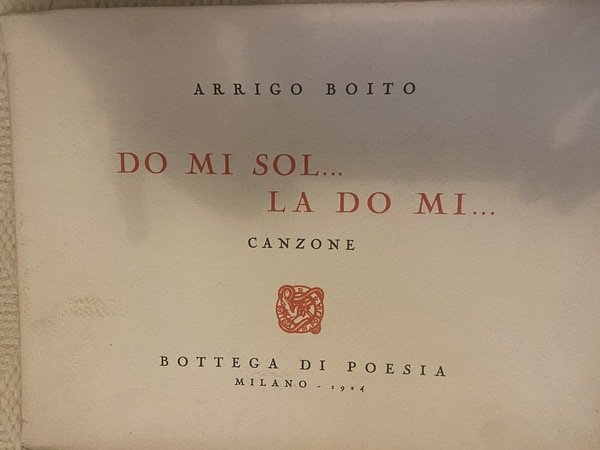 ARRIGO BOITO
DO MI SOL...
LA DO MI...
CANZONE
BOTTEGA DI POESIA
MILANO - 1924